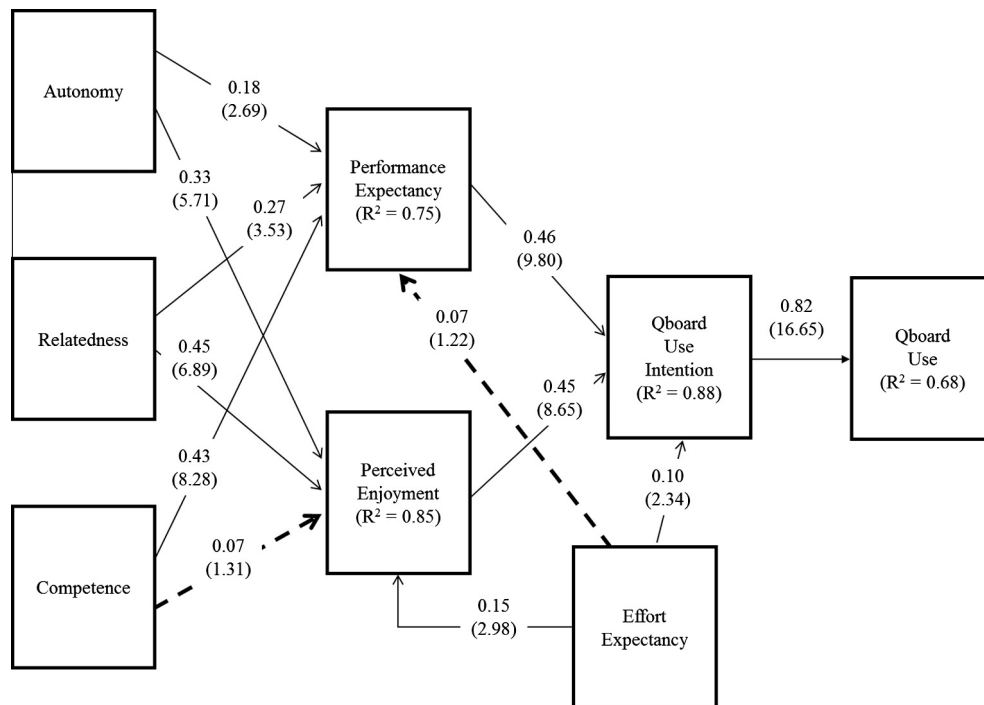 Autonomy
0.18
(2.69)
Performance
Expectancy
(R² = 0.75)
0.33
(5.71)
0.27
(3.53)
0.46
(9.80)
Relatedness
0.45
(6.89)
0.07
(1.22)
Qboard
Use
Intention
(R² = 0.88)
0.82
(16.65)
Qboard
Use
(R² = 0.68)
0.45
(8.65)
0.43
(8.28)
Perceived
Enjoyment
(R² = 0.85)
0.10
(2.34)
Competence
0.07
(1.31)
0.15
(2.98)
Effort
Expectancy